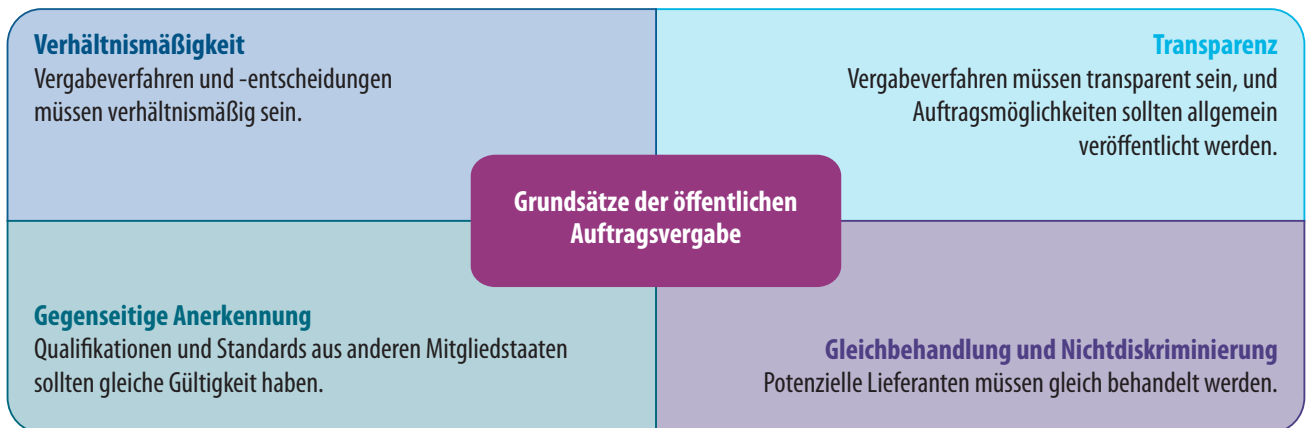 Verhältnismäßigkeit
Vergabeverfahren und -entscheidungen
müssen verhältnismäßig sein.
Transparenz
Vergabeverfahren müssen transparent sein, und
Auftragsmöglichkeiten sollten allgemein
veröffentlicht werden.
Grundsätze der öffentlichen
Auftragsvergabe
Gegenseitige Anerkennung
Qualifikationen und Standards aus anderen Mitgliedstaaten
sollten gleiche Gültigkeit haben.
Gleichbehandlung und Nichtdiskriminierung
Potenzielle Lieferanten müssen gleich behandelt werden.